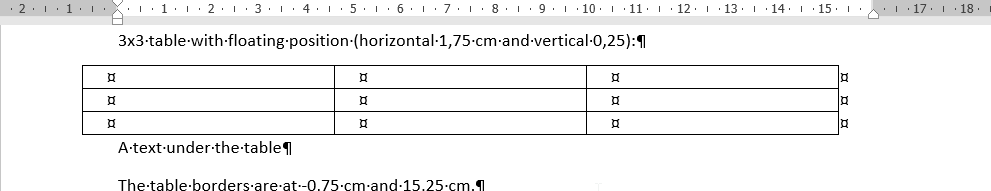 2 1 1 2 3 4 5 6 7 8 9 10 11 12 13 14 15 17 18
3x3·table·with·floating·position·(horizontal·1,75·cm·and·vertical·0,25):¶
¤ ¤ ¤ ¤
¤ ¤ ¤ ¤
¤ ¤ ¤ ¤
A·text·under·the·table¶
The·table·borders·are·at·-0,75·cm·and·15,25·cm.¶